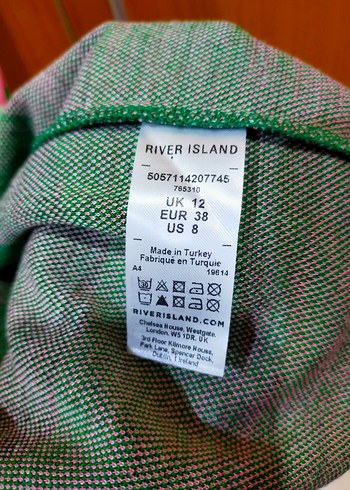 RIVER ISLAND
5057114207745
765310
UK 12
EUR 38
US 8
Made in Turkey
Fabriqué en Turquie
A4 19614
RIVERISLAND.COM
Chelsea House, Westgate,
London, W5 1DR, UK
3rd Floor Kilmore House,
Park Lane, Spencer Dock,
Dublin, 1 Ireland